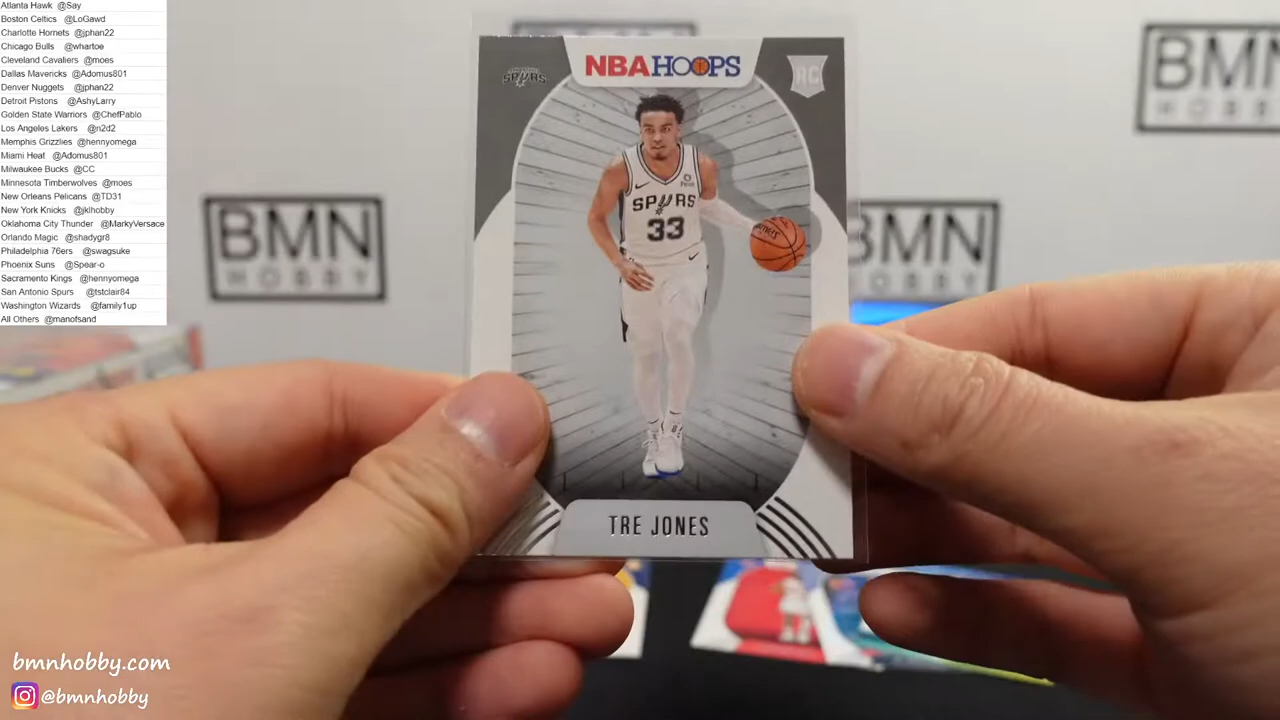 Atlanta Hawk @Say
Boston Celtics @LoGawd
Charlotte Hornets @jphan22
Chicago Bulls @whartoe
Cleveland Cavaliers @moes
Dallas Mavericks @Adomus801
Denver Nuggets @jphan22
Detroit Pistons @AshyLarry
Golden State Warriors @ChefPablo
Los Angeles Lakers @n2d2
Memphis Grizzlies @hennyomega
Miami Heat @Adomus801
Milwaukee Bucks @CC
Minnesota Timberwolves @moes
New Orleans Pelicans @TD31
New York Knicks @jklhobby
Oklahoma City Thunder @MarkyVersace
Orlando Magic @shadygr8
Philadelphia 76ers @swagsuke
Phoenix Suns @Spear-o
Sacramento Kings @hennyomega
San Antonio Spurs @tstclair84
Washington Wizards @family1up
All Others @manofsand
SPURS
NBA HOOPS
RC
SPURS
33
TRE JONES
BMN
HOBBY
BMN
HOBBY
BMN
HOBBY
bmnhobby.com
@bmnhobby